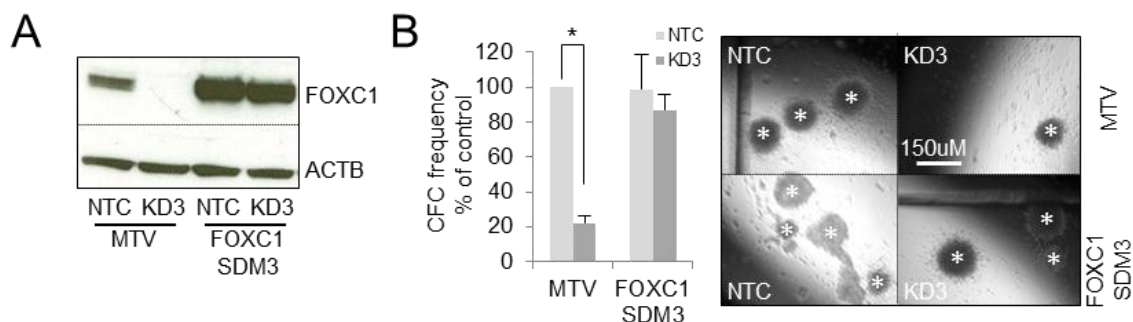 A
FOXC1
ACTB
NTC KD3 NTC KD3
MTV FOXC1
SDM3
B
CFC frequency
% of control
120
100
80
60
40
20
0
*
NTC
KD3
MTV FOXC1
SDM3
NTC KD3
* * * *
150uM
MTV
* * * * * * *
NTC KD3
FOXC1
SDM3